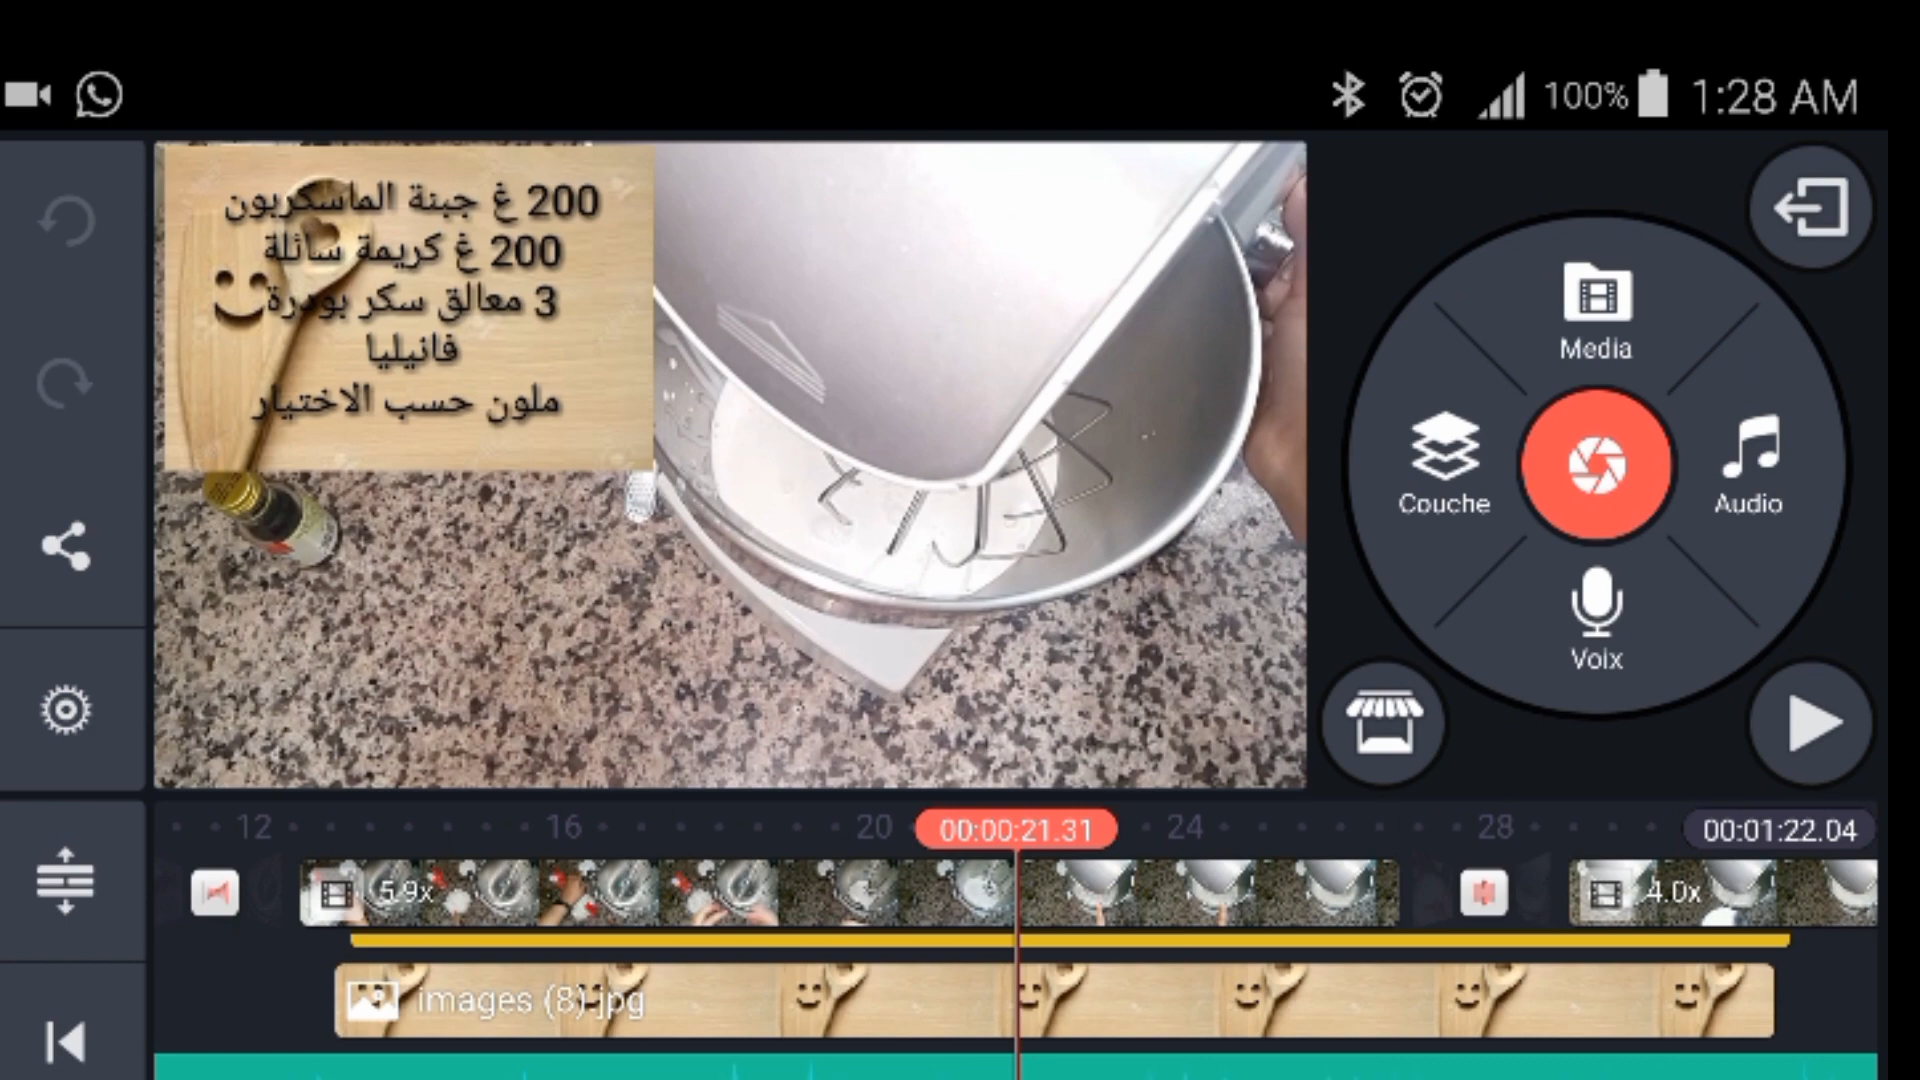 100% 1:28 AM
200 غ جبنة الماسكربون
200 غ كريمة سائلة
3 معالق سكر بودرة
فانيليا
ملون حسب الاختيار
Media
Couche
Audio
Voix
12 16 20 00:00:21.31 24 28 00:01:22.04
5.9x 4.0x
images (8).jpg